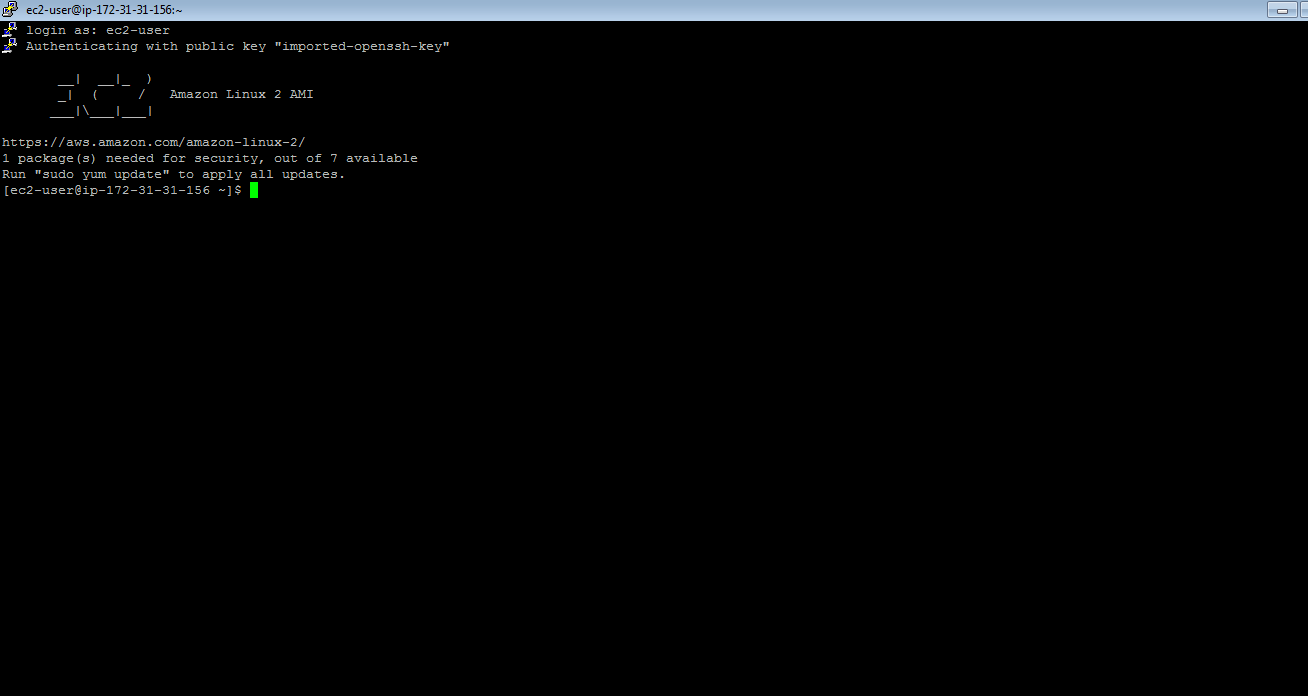 ec2-user@ip-172-31-31-156:~
login as: ec2-user
Authenticating with public key "imported-openssh-key"
       __|  __|_  )
       _|  (     /   Amazon Linux 2 AMI
      ___|\___|___|
https://aws.amazon.com/amazon-linux-2/
1 package(s) needed for security, out of 7 available
Run "sudo yum update" to apply all updates.
[ec2-user@ip-172-31-31-156 ~]$